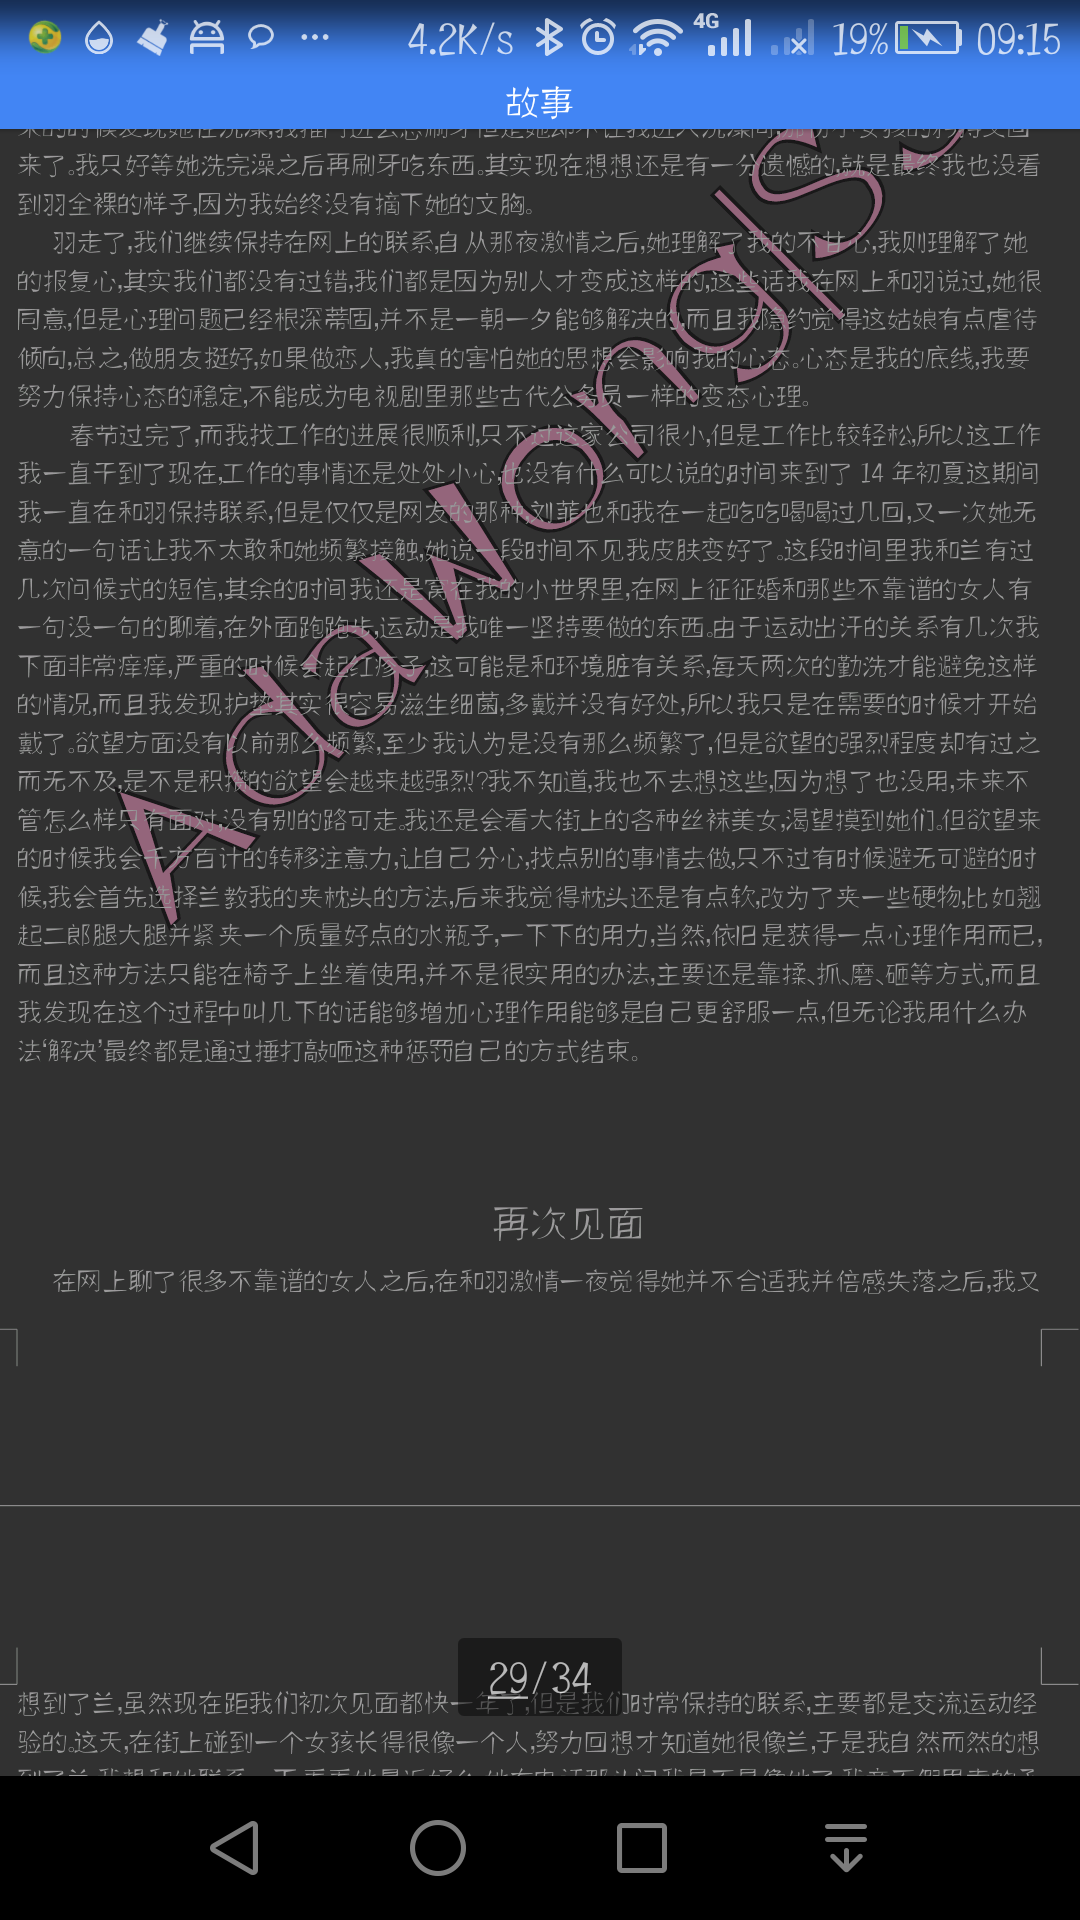 4.2K/s 4G 19% 09:15
故事
来的时候发现她在洗澡,我推门进去想刷牙但是她却不让我进入洗澡间
来了。我只好等她洗完澡之后再刷牙吃东西。其实现在想想还是有一分遗憾的,就是最终我也没看
到羽全裸的样子,因为我始终没有摘下她的文胸。
羽走了,我们继续保持在网上的联系,自从那夜激情之后,她理解了我的不甘心,我则理解了她
的报复心,其实我们都没有过错,我们都是因为别人才变成这样的,这些话我在网上和羽说过,她很
同意,但是心理问题已经根深蒂固,并不是一朝一夕能够解决的,而且我隐约觉得这姑娘有点虐待
倾向,总之,做朋友挺好,如果做恋人,我真的害怕她的思想会影响我的心态。心态是我的底线,我要
努力保持心态的稳定,不能成为电视剧里那些古代公务员一样的变态心理。
春节过完了,而我找工作的进展很顺利,只不过这家公司很小,但是工作比较轻松,所以这工作
我一直干到了现在,工作的事情还是处处小心,也没有什么可以说的,时间来到了 14 年初夏这期间
我一直在和羽保持联系,但是仅仅是网友的那种,刘菲也和我在一起吃吃喝喝过几回,又一次她无
意的一句话让我不太敢和她频繁接触,她说一段时间不见我皮肤变好了。这段时间里我和兰有过
几次问候式的短信,其余的时间我还是窝在我的小世界里,在网上征征婚和那些不靠谱的女人有
一句没一句的聊着,在外面跑跑步,运动是我唯一坚持要做的东西。由于运动出汗的关系有几次我
下面非常痒痒,严重的时候会起红疹子,这可能是和环境脏有关系,每天两次的勤洗才能避免这样
的情况,而且我发现护垫其实很容易滋生细菌,多戴并没有好处,所以我只是在需要的时候才开始
戴了。欲望方面没有以前那么频繁,至少我认为是没有那么频繁了,但是欲望的强烈程度却有过之
而无不及,是不是积攒的欲望会越来越强烈?我不知道,我也不去想这些,因为想了也没用,未来不
管怎么样只有面对,没有别的路可走。我还是会看大街上的各种丝袜美女,渴望摸到她们。但欲望来
的时候我会千方百计的转移注意力,让自己分心,找点别的事情去做,只不过有时候避无可避的时
候,我会首先选择兰教我的夹枕头的方法,后来我觉得枕头还是有点软,改为了夹一些硬物,比如翘
起二郎腿大腿并紧夹一个质量好点的水瓶子,一下下的用力,当然,依旧是获得一点心理作用而已,
而且这种方法只能在椅子上坐着使用,并不是很实用的办法,主要还是靠揉、抓、磨、砸等方式,而且
我发现在这个过程中叫几下的话能够增加心理作用能够是自己更舒服一点,但无论我用什么办
法‘解决’最终都是通过捶打敲砸这种惩罚自己的方式结束。
再次见面
在网上聊了很多不靠谱的女人之后,在和羽激情一夜觉得她并不合适我并倍感失落之后,我又
29/34
想到了兰,虽然现在距我们初次见面都快一年了,但是我们时常保持的联系,主要都是交流运动经
验的。这天,在街上碰到一个女孩长得很像一个人,努力回想才知道她很像兰,于是我自然而然的想
AdaWongJS